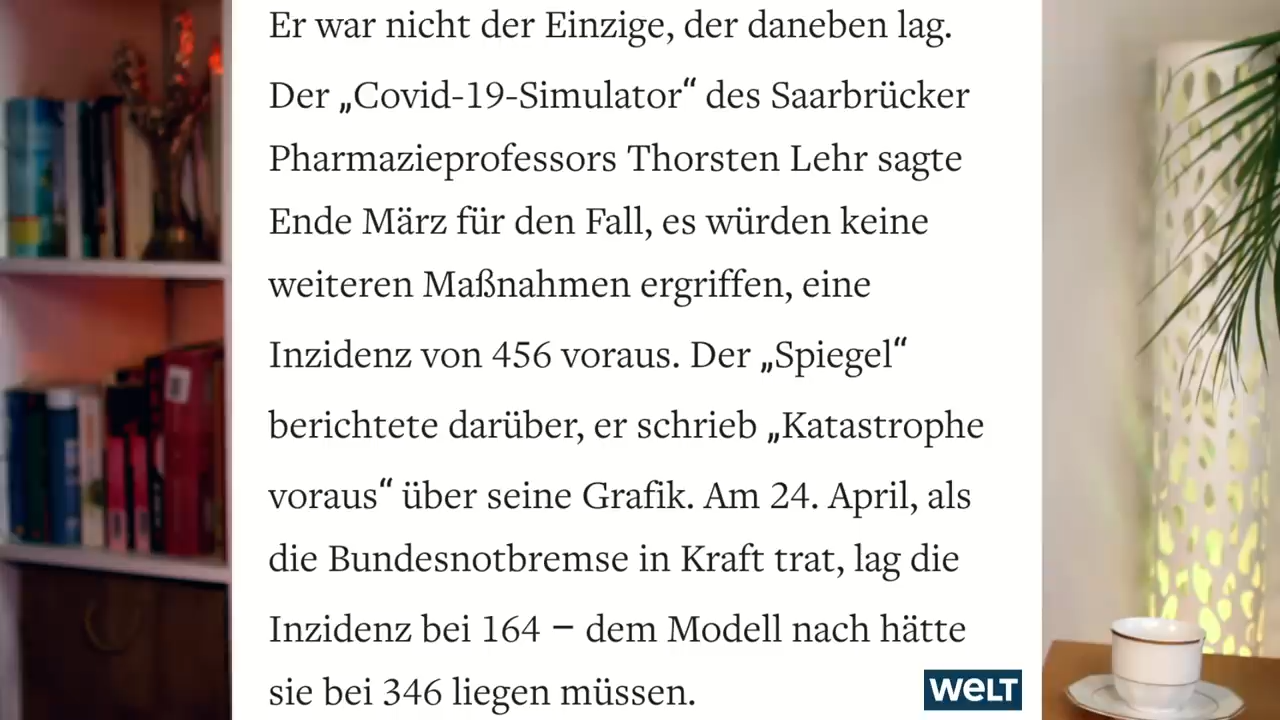 Er war nicht der Einzige, der daneben lag.
Der „Covid-19-Simulator“ des Saarbrücker
Pharmazieprofessors Thorsten Lehr sagte
Ende März für den Fall, es würden keine
weiteren Maßnahmen ergriffen, eine
Inzidenz von 456 voraus. Der „Spiegel“
berichtete darüber, er schrieb „Katastrophe
voraus“ über seine Grafik. Am 24. April, als
die Bundesnotbremse in Kraft trat, lag die
Inzidenz bei 164 – dem Modell nach hätte
sie bei 346 liegen müssen.
WELT